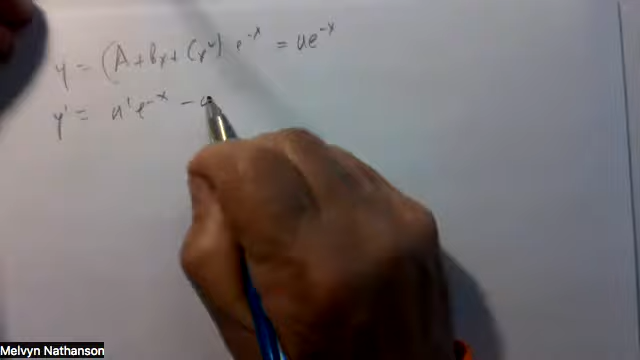 y = (A + Bx + Cx²) e^-x = ue^-x
y' = u'e^-x -
Melvyn Nathanson